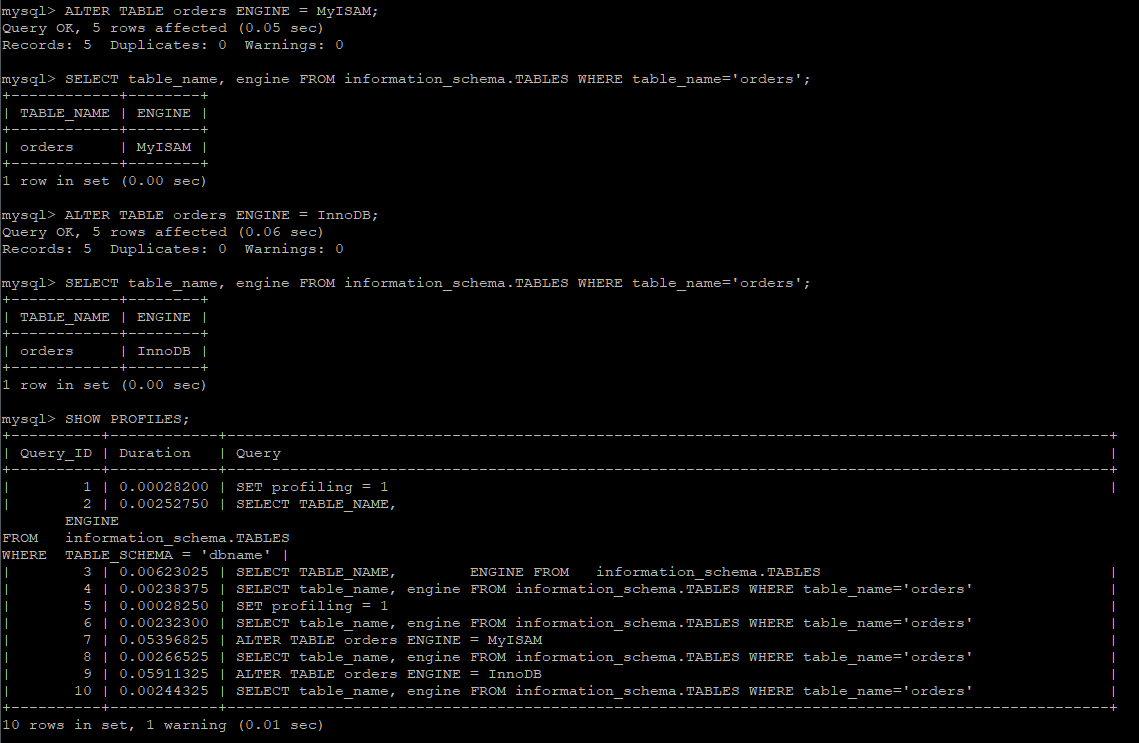 mysql> ALTER TABLE orders ENGINE = MyISAM;
Query OK, 5 rows affected (0.05 sec)
Records: 5  Duplicates: 0  Warnings: 0

mysql> SELECT table_name, engine FROM information_schema.TABLES WHERE table_name='orders';
+------------+--------+
| TABLE_NAME | ENGINE |
+------------+--------+
| orders     | MyISAM |
+------------+--------+
1 row in set (0.00 sec)

mysql> ALTER TABLE orders ENGINE = InnoDB;
Query OK, 5 rows affected (0.06 sec)
Records: 5  Duplicates: 0  Warnings: 0

mysql> SELECT table_name, engine FROM information_schema.TABLES WHERE table_name='orders';
+------------+--------+
| TABLE_NAME | ENGINE |
+------------+--------+
| orders     | InnoDB |
+------------+--------+
1 row in set (0.00 sec)

mysql> SHOW PROFILES;
+----------+------------+--------------------------------------------------------------------------------------------------+
| Query_ID | Duration   | Query                                                                                            |
+----------+------------+--------------------------------------------------------------------------------------------------+
|        1 | 0.00028200 | SET profiling = 1                                                                                |
|        2 | 0.00252750 | SELECT TABLE_NAME,
       ENGINE
FROM   information_schema.TABLES
WHERE  TABLE_SCHEMA = 'dbname' |
|        3 | 0.00623025 | SELECT TABLE_NAME,        ENGINE FROM   information_schema.TABLES                                |
|        4 | 0.00238375 | SELECT table_name, engine FROM information_schema.TABLES WHERE table_name='orders'               |
|        5 | 0.00028250 | SET profiling = 1                                                                                |
|        6 | 0.00232300 | SELECT table_name, engine FROM information_schema.TABLES WHERE table_name='orders'               |
|        7 | 0.05396825 | ALTER TABLE orders ENGINE = MyISAM                                                               |
|        8 | 0.00266525 | SELECT table_name, engine FROM information_schema.TABLES WHERE table_name='orders'               |
|        9 | 0.05911325 | ALTER TABLE orders ENGINE = InnoDB                                                               |
|       10 | 0.00244325 | SELECT table_name, engine FROM information_schema.TABLES WHERE table_name='orders'               |
+----------+------------+--------------------------------------------------------------------------------------------------+
10 rows in set, 1 warning (0.01 sec)